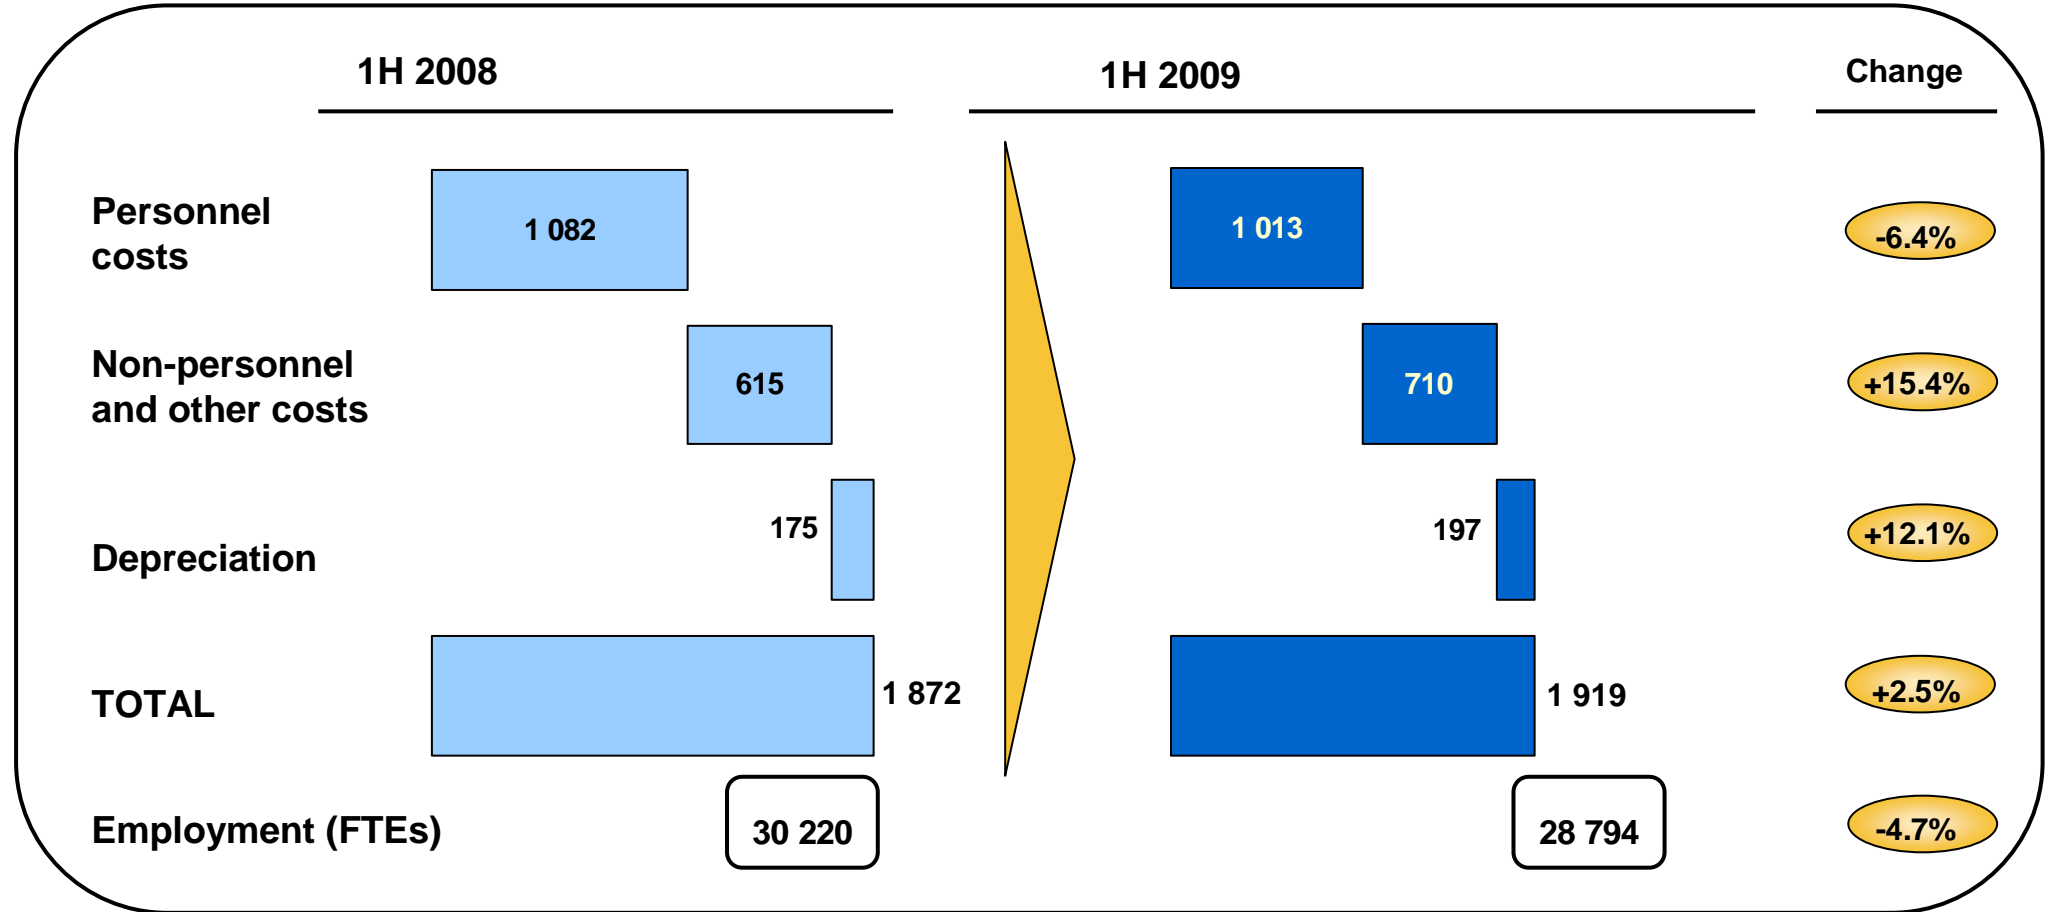 1H 2008
1H 2009
Change
Personnel
costs
1 082
1 013
-6.4%
Non-personnel
and other costs
615
710
+15.4%
Depreciation
175
197
+12.1%
TOTAL
1 872
1 919
+2.5%
Employment (FTEs)
30 220
28 794
-4.7%